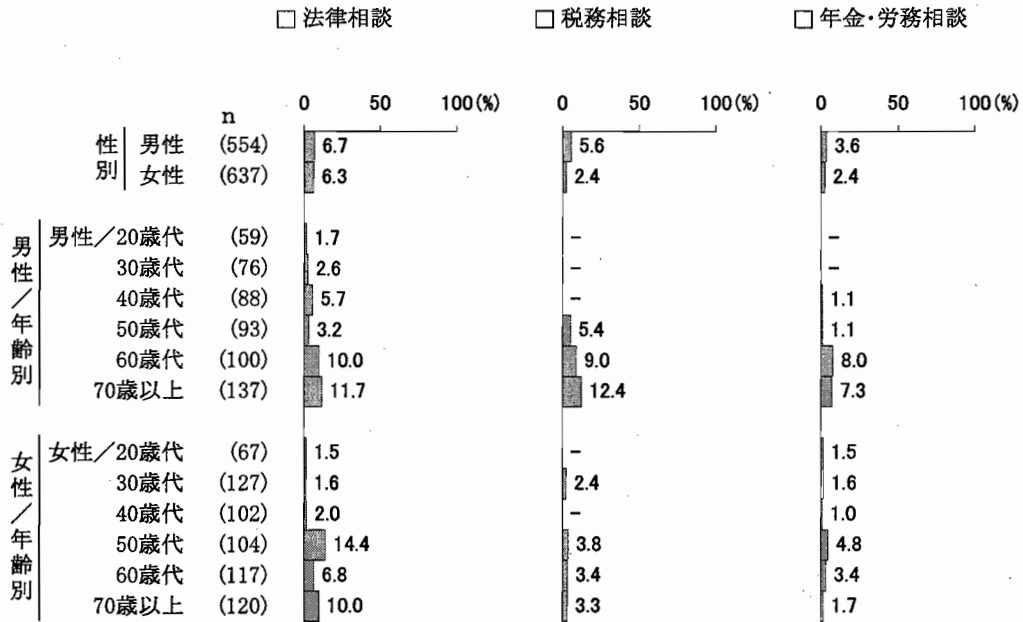 □ 法律相談 □ 税務相談 □ 年金・労務相談
n 0 50 100(%) 0 50 100(%) 0 50 100(%)
性別
男性 (554) 6.7 5.6 3.6
女性 (637) 6.3 2.4 2.4
男性／年齢別
男性／20歳代 (59) 1.7 － －
30歳代 (76) 2.6 － －
40歳代 (88) 5.7 － 1.1
50歳代 (93) 3.2 5.4 1.1
60歳代 (100) 10.0 9.0 8.0
70歳以上 (137) 11.7 12.4 7.3
女性／年齢別
女性／20歳代 (67) 1.5 － 1.5
30歳代 (127) 1.6 2.4 1.6
40歳代 (102) 2.0 － 1.0
50歳代 (104) 14.4 3.8 4.8
60歳代 (117) 6.8 3.4 3.4
70歳以上 (120) 10.0 3.3 1.7